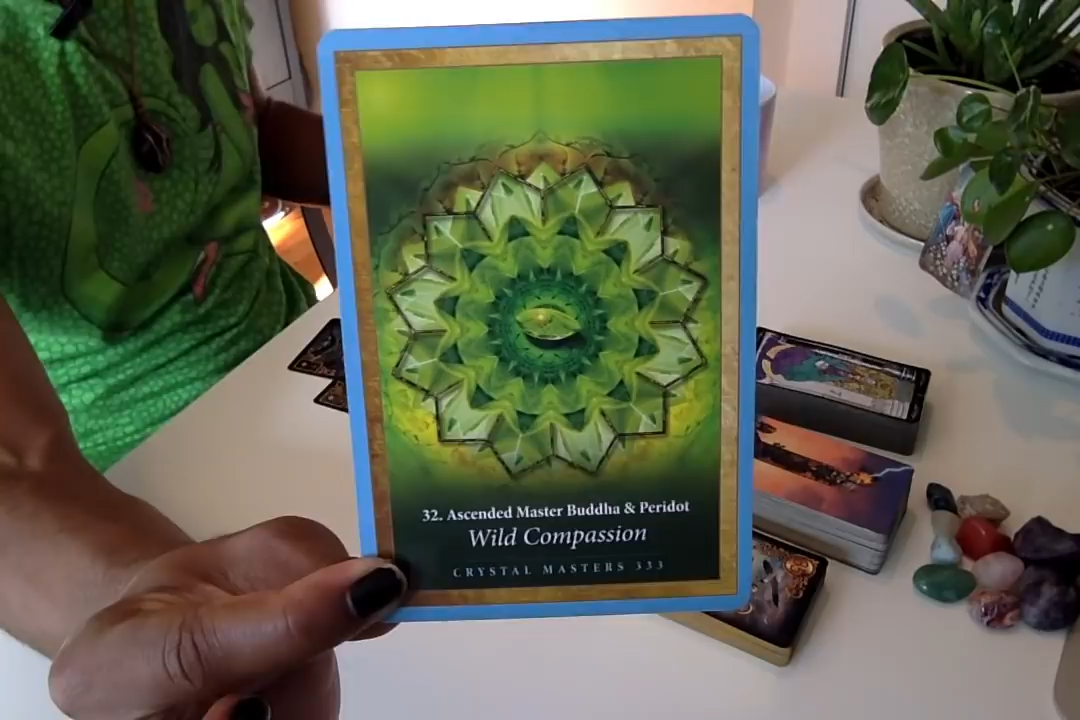 32. Ascended Master Buddha & Peridot
Wild Compassion
CRYSTAL MASTERS 333